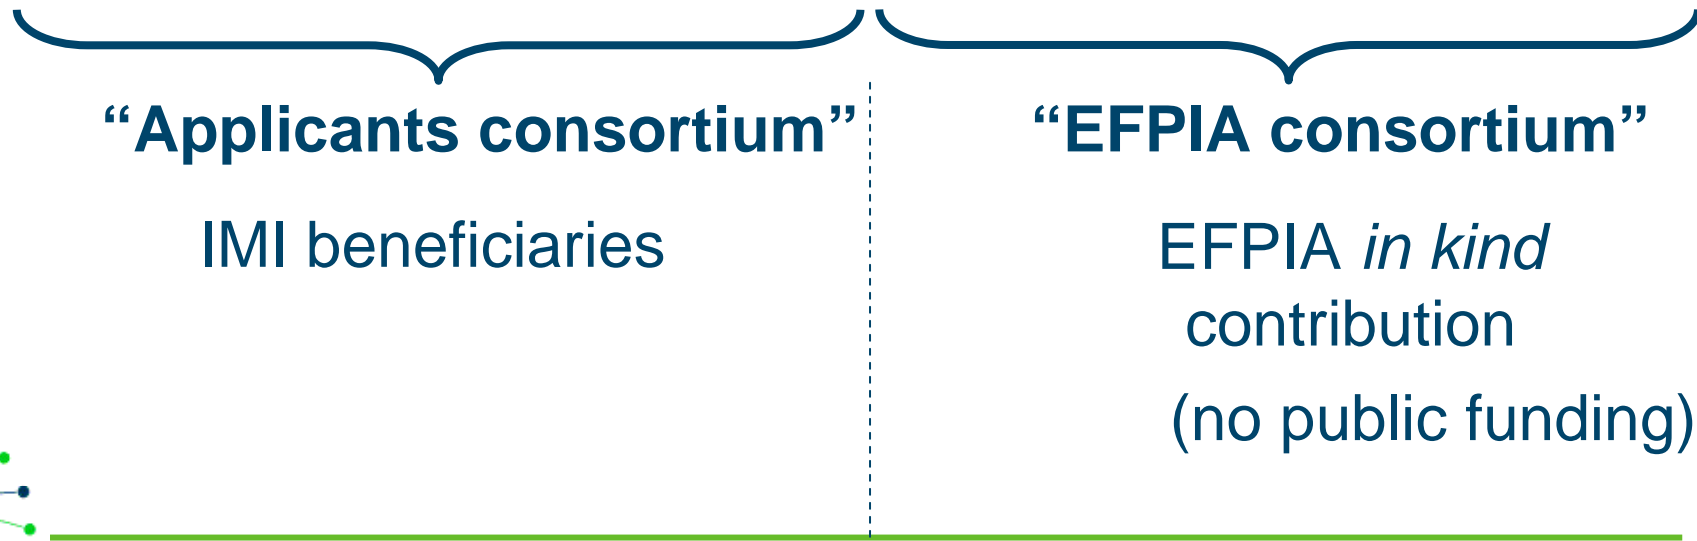 “Applicants consortium”
IMI beneficiaries
“EFPIA consortium”
EFPIA in kind
contribution
(no public funding)